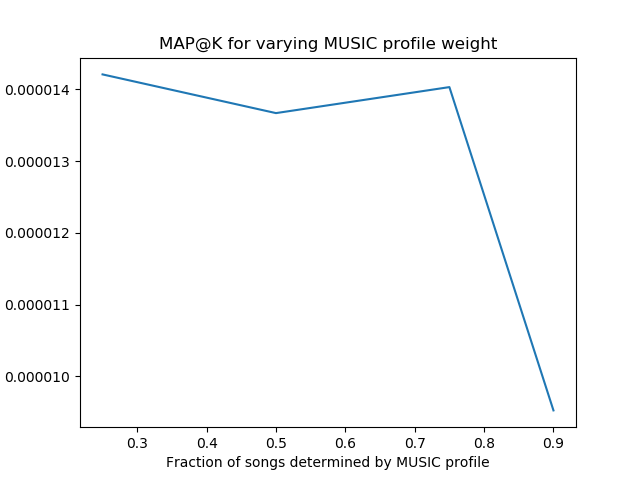 MAP@K for varying MUSIC profile weight
0.000014
0.000013
0.000012
0.000011
0.000010
0.3 0.4 0.5 0.6 0.7 0.8 0.9
Fraction of songs determined by MUSIC profile